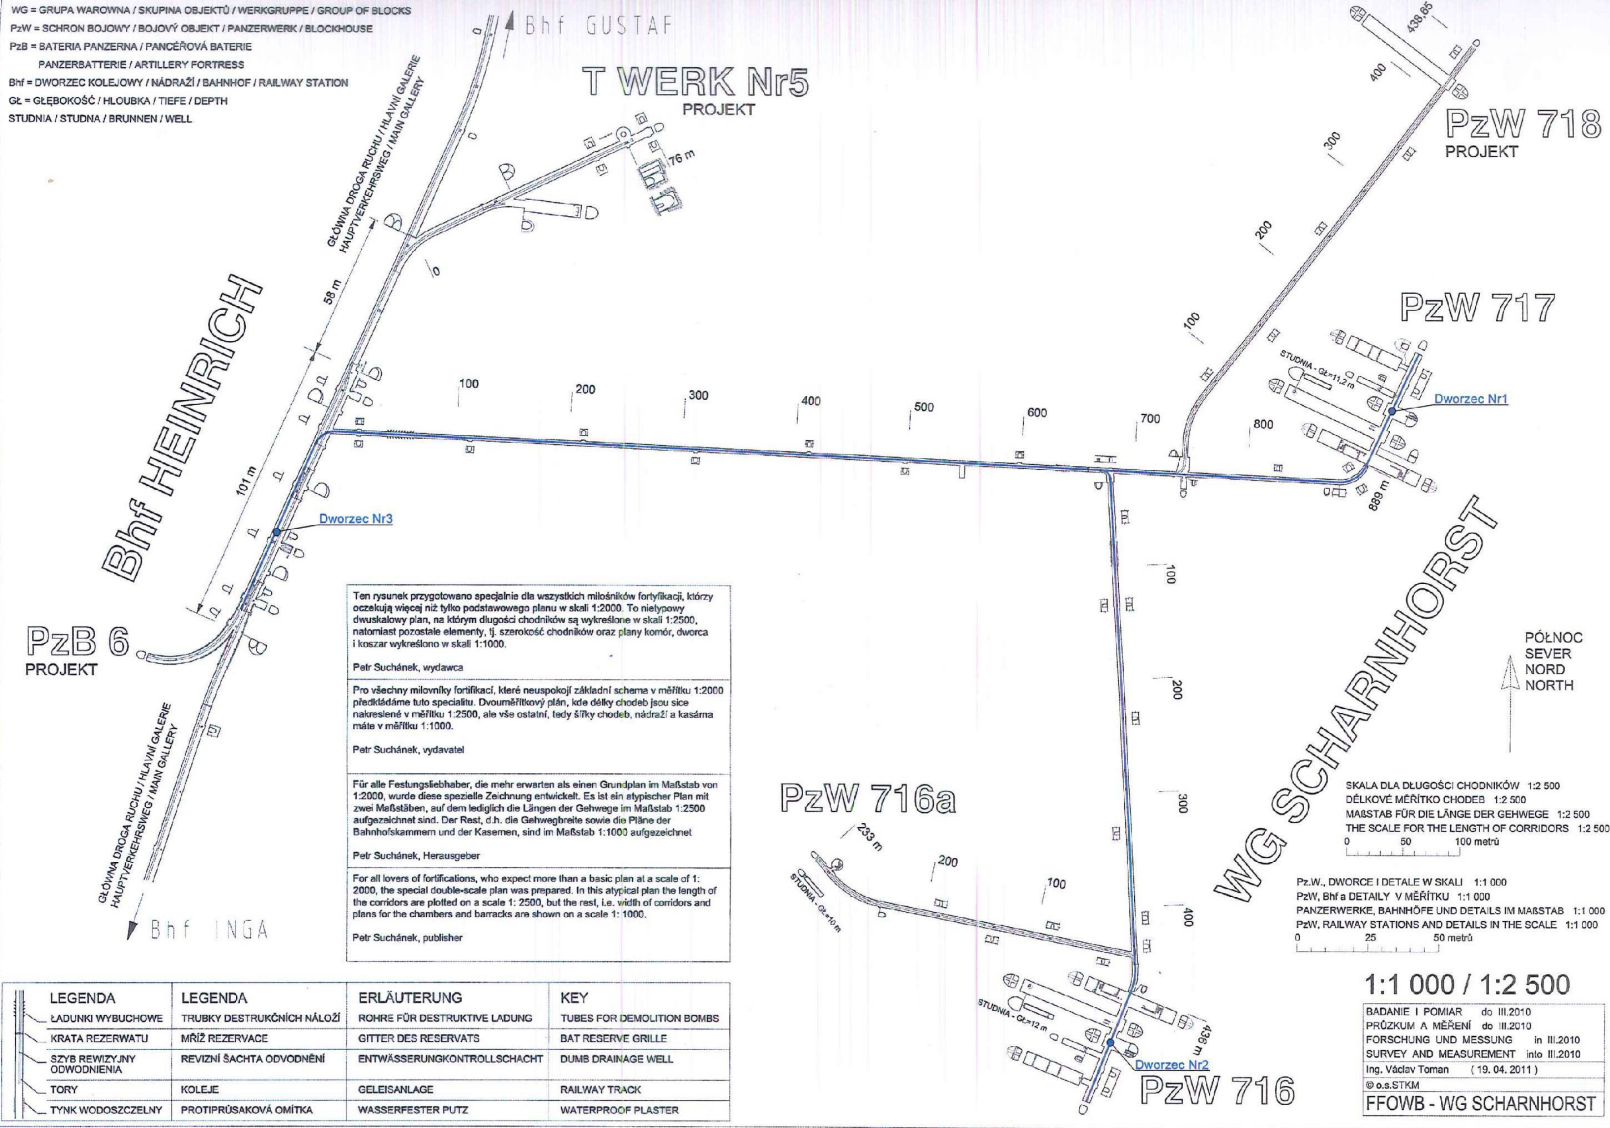 WG = GRUPA WAROWNA / SKUPINA OBJEKTŮ / WERKGRUPPE / GROUP OF BLOCKS
PzW = SCHRON BOJOWY / BOJOVÝ OBJEKT / PANZERWERK / BLOCKHOUSE
PzB = BATERIA PANZERNA / PANCÉŘOVÁ BATERIE
PANZERBATTERIE / ARTILLERY FORTRESS
Bhf = DWORZEC KOLEJOWY / NÁDRAŽÍ / BAHNHOF / RAILWAY STATION
GŁ = GŁĘBOKOŚĆ / HLOUBKA / TIEFE / DEPTH
STUDNIA / STUDNA / BRUNNEN / WELL
Bhf GUSTAF
T WERK Nr5
PROJEKT
76 m
GŁÓWNA DROGA RUCHU / HLAVNÍ GALERIE
HAUPTVERKEHRSWEG / MAIN GALLERY
58 m
0
101 m
Bhf HEINRICH
438,65
400
300
200
100
PzW 718
PROJEKT
PzW 717
STUDNIA - GŁ=11,2 m
Dworzec Nr1
889 m
100
200
300
400
500
600
700
800
Dworzec Nr3
PzB 6
PROJEKT
GŁÓWNA DROGA RUCHU / HLAVNÍ GALERIE
HAUPTVERKEHRSWEG / MAIN GALLERY
Bhf INGA
Ten rysunek przygotowano specjalnie dla wszystkich miłośników fortyfikacji, którzy
oczekują więcej niż tylko podstawowego planu w skali 1:2000. To nietypowy
dwuskalowy plan, na którym długości chodników są wykreślone w skali 1:2500,
natomiast pozostałe elementy, tj. szerokość chodników oraz plany komór, dworca
i koszar wykreślono w skali 1:1000.
Petr Suchánek, wydawca
Pro všechny milovníky fortifikací, které neuspokojí základní schema v měřítku 1:2000
předkládáme tuto specialitu. Dvouměřítkový plán, kde délky chodeb jsou sice
nakreslené v měřítku 1:2500, ale vše ostatní, tedy šířky chodeb, nádraží a kasárna
máte v měřítku 1:1000.
Petr Suchánek, vydavatel
Für alle Festungsliebhaber, die mehr erwarten als einen Grundplan im Maßstab von
1:2000, wurde diese spezielle Zeichnung entwickelt. Es ist ein atypischer Plan mit
zwei Maßstäben, auf dem lediglich die Längen der Gehwege im Maßstab 1:2500
aufgezeichnet sind. Der Rest, d.h. die Gehwegbreite sowie die Pläne der
Bahnhofskammern und der Kasernen, sind im Maßstab 1:1000 aufgezeichnet
Petr Suchánek, Herausgeber
For all lovers of fortifications, who expect more than a basic plan at a scale of 1:
2000, the special double-scale plan was prepared. In this atypical plan the length of
the corridors are plotted on a scale 1: 2500, but the rest, i.e. width of corridors and
plans for the chambers and barracks are shown on a scale 1: 1000.
Petr Suchánek, publisher
100
200
300
400
PzW 716a
233 m
200
100
STUDNIA - GŁ=10 m
STUDNIA - GŁ=12 m
436 m
Dworzec Nr2
PzW 716
WG SCHARNHORST
PÓŁNOC
SEVER
NORD
NORTH
SKALA DLA DŁUGOŚCI CHODNIKÓW 1:2 500
DÉLKOVÉ MĚŘÍTKO CHODEB 1:2 500
MAßSTAB FÜR DIE LÄNGE DER GEHWEGE 1:2 500
THE SCALE FOR THE LENGTH OF CORRIDORS 1:2 500
0 50 100 metrů
Pz.W., DWORCE I DETALE W SKALI 1:1 000
PzW, Bhf a DETAILY V MĚŘÍTKU 1:1 000
PANZERWERKE, BAHNHÖFE UND DETAILS IM MAßSTAB 1:1 000
PzW, RAILWAY STATIONS AND DETAILS IN THE SCALE 1:1 000
0 25 50 metrů
1:1 000 / 1:2 500
BADANIE I POMIAR do III.2010
PRŮZKUM A MĚŘENÍ do III.2010
FORSCHUNG UND MESSUNG in III.2010
SURVEY AND MEASUREMENT into III.2010
Ing. Václav Toman ( 19. 04. 2011 )
© o.s.STKM
FFOWB - WG SCHARNHORST
LEGENDA LEGENDA ERLÄUTERUNG KEY
ŁADUNKI WYBUCHOWE TRUBKY DESTRUKČNÍCH NÁLOŽÍ ROHRE FÜR DESTRUKTIVE LADUNG TUBES FOR DEMOLITION BOMBS
KRATA REZERWATU MŘÍŽ REZERVACE GITTER DES RESERVATS BAT RESERVE GRILLE
SZYB REWIZYJNY REVIZNÍ ŠACHTA ODVODNĚNÍ ENTWÄSSERUNGKONTROLLSCHACHT DUMB DRAINAGE WELL
ODWODNIENIA
TORY KOLEJE GELEISANLAGE RAILWAY TRACK
TYNK WODOSZCZELNY PROTIPRŮSAKOVÁ OMÍTKA WASSERFESTER PUTZ WATERPROOF PLASTER